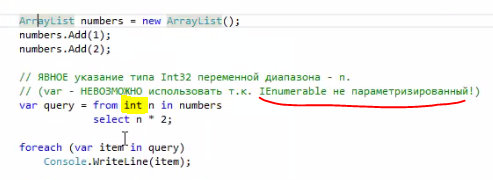 ArrayList numbers = new ArrayList();
numbers.Add(1);
numbers.Add(2);
// ЯВНОЕ указание типа Int32 переменной диапазона - n.
// (var - НЕВОЗМОЖНО использовать т.к. IEnumerable не параметризированный!)
var query = from int n in numbers
select n * 2;
foreach (var item in query)
Console.WriteLine(item);